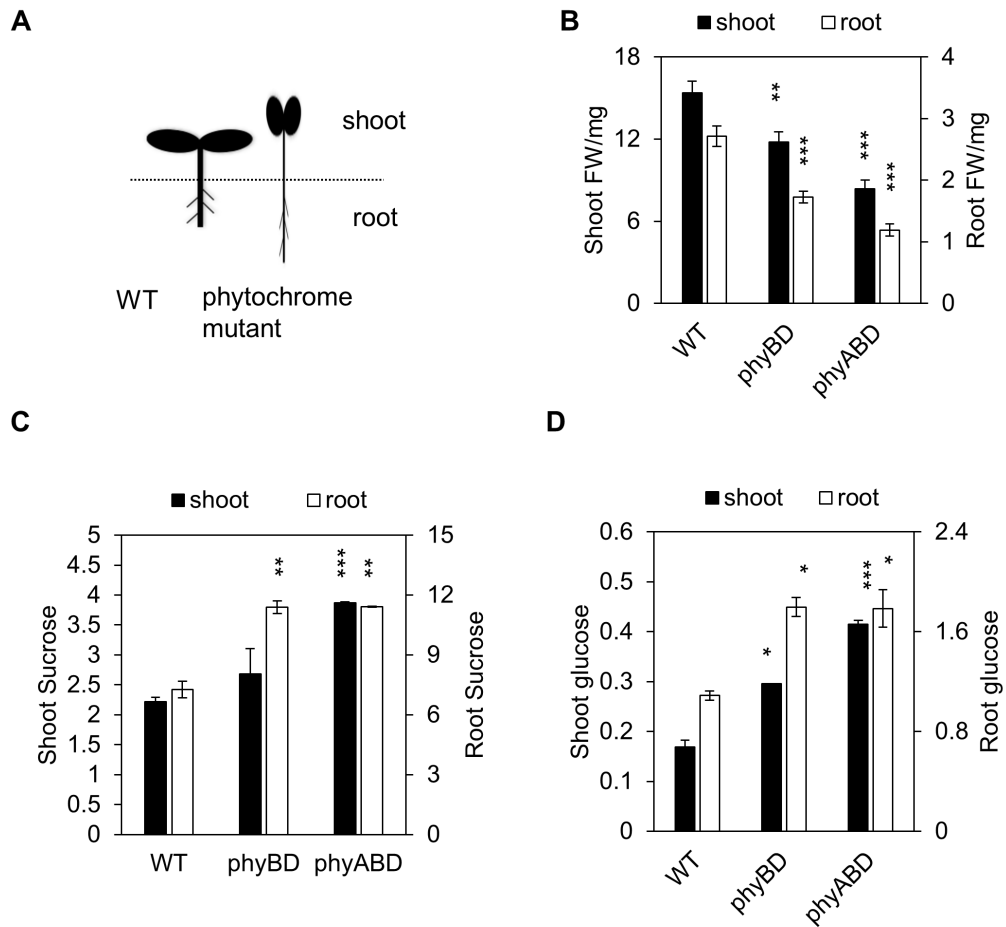 A
shoot
root
WT
phytochrome
mutant
B
shoot root
Shoot FW/mg
18
12
6
0
** *** *** ***
4
3
2
1
0
Root FW/mg
WT phyBD phyABD
C
shoot root
Shoot Sucrose
5
4.5
4
3.5
3
2.5
2
1.5
1
0.5
0
** *** **
15
12
9
6
3
0
Root Sucrose
WT phyBD phyABD
D
shoot root
Shoot glucose
0.6
0.5
0.4
0.3
0.2
0.1
0
* * *** *
2.4
1.6
0.8
0
Root glucose
WT phyBD phyABD